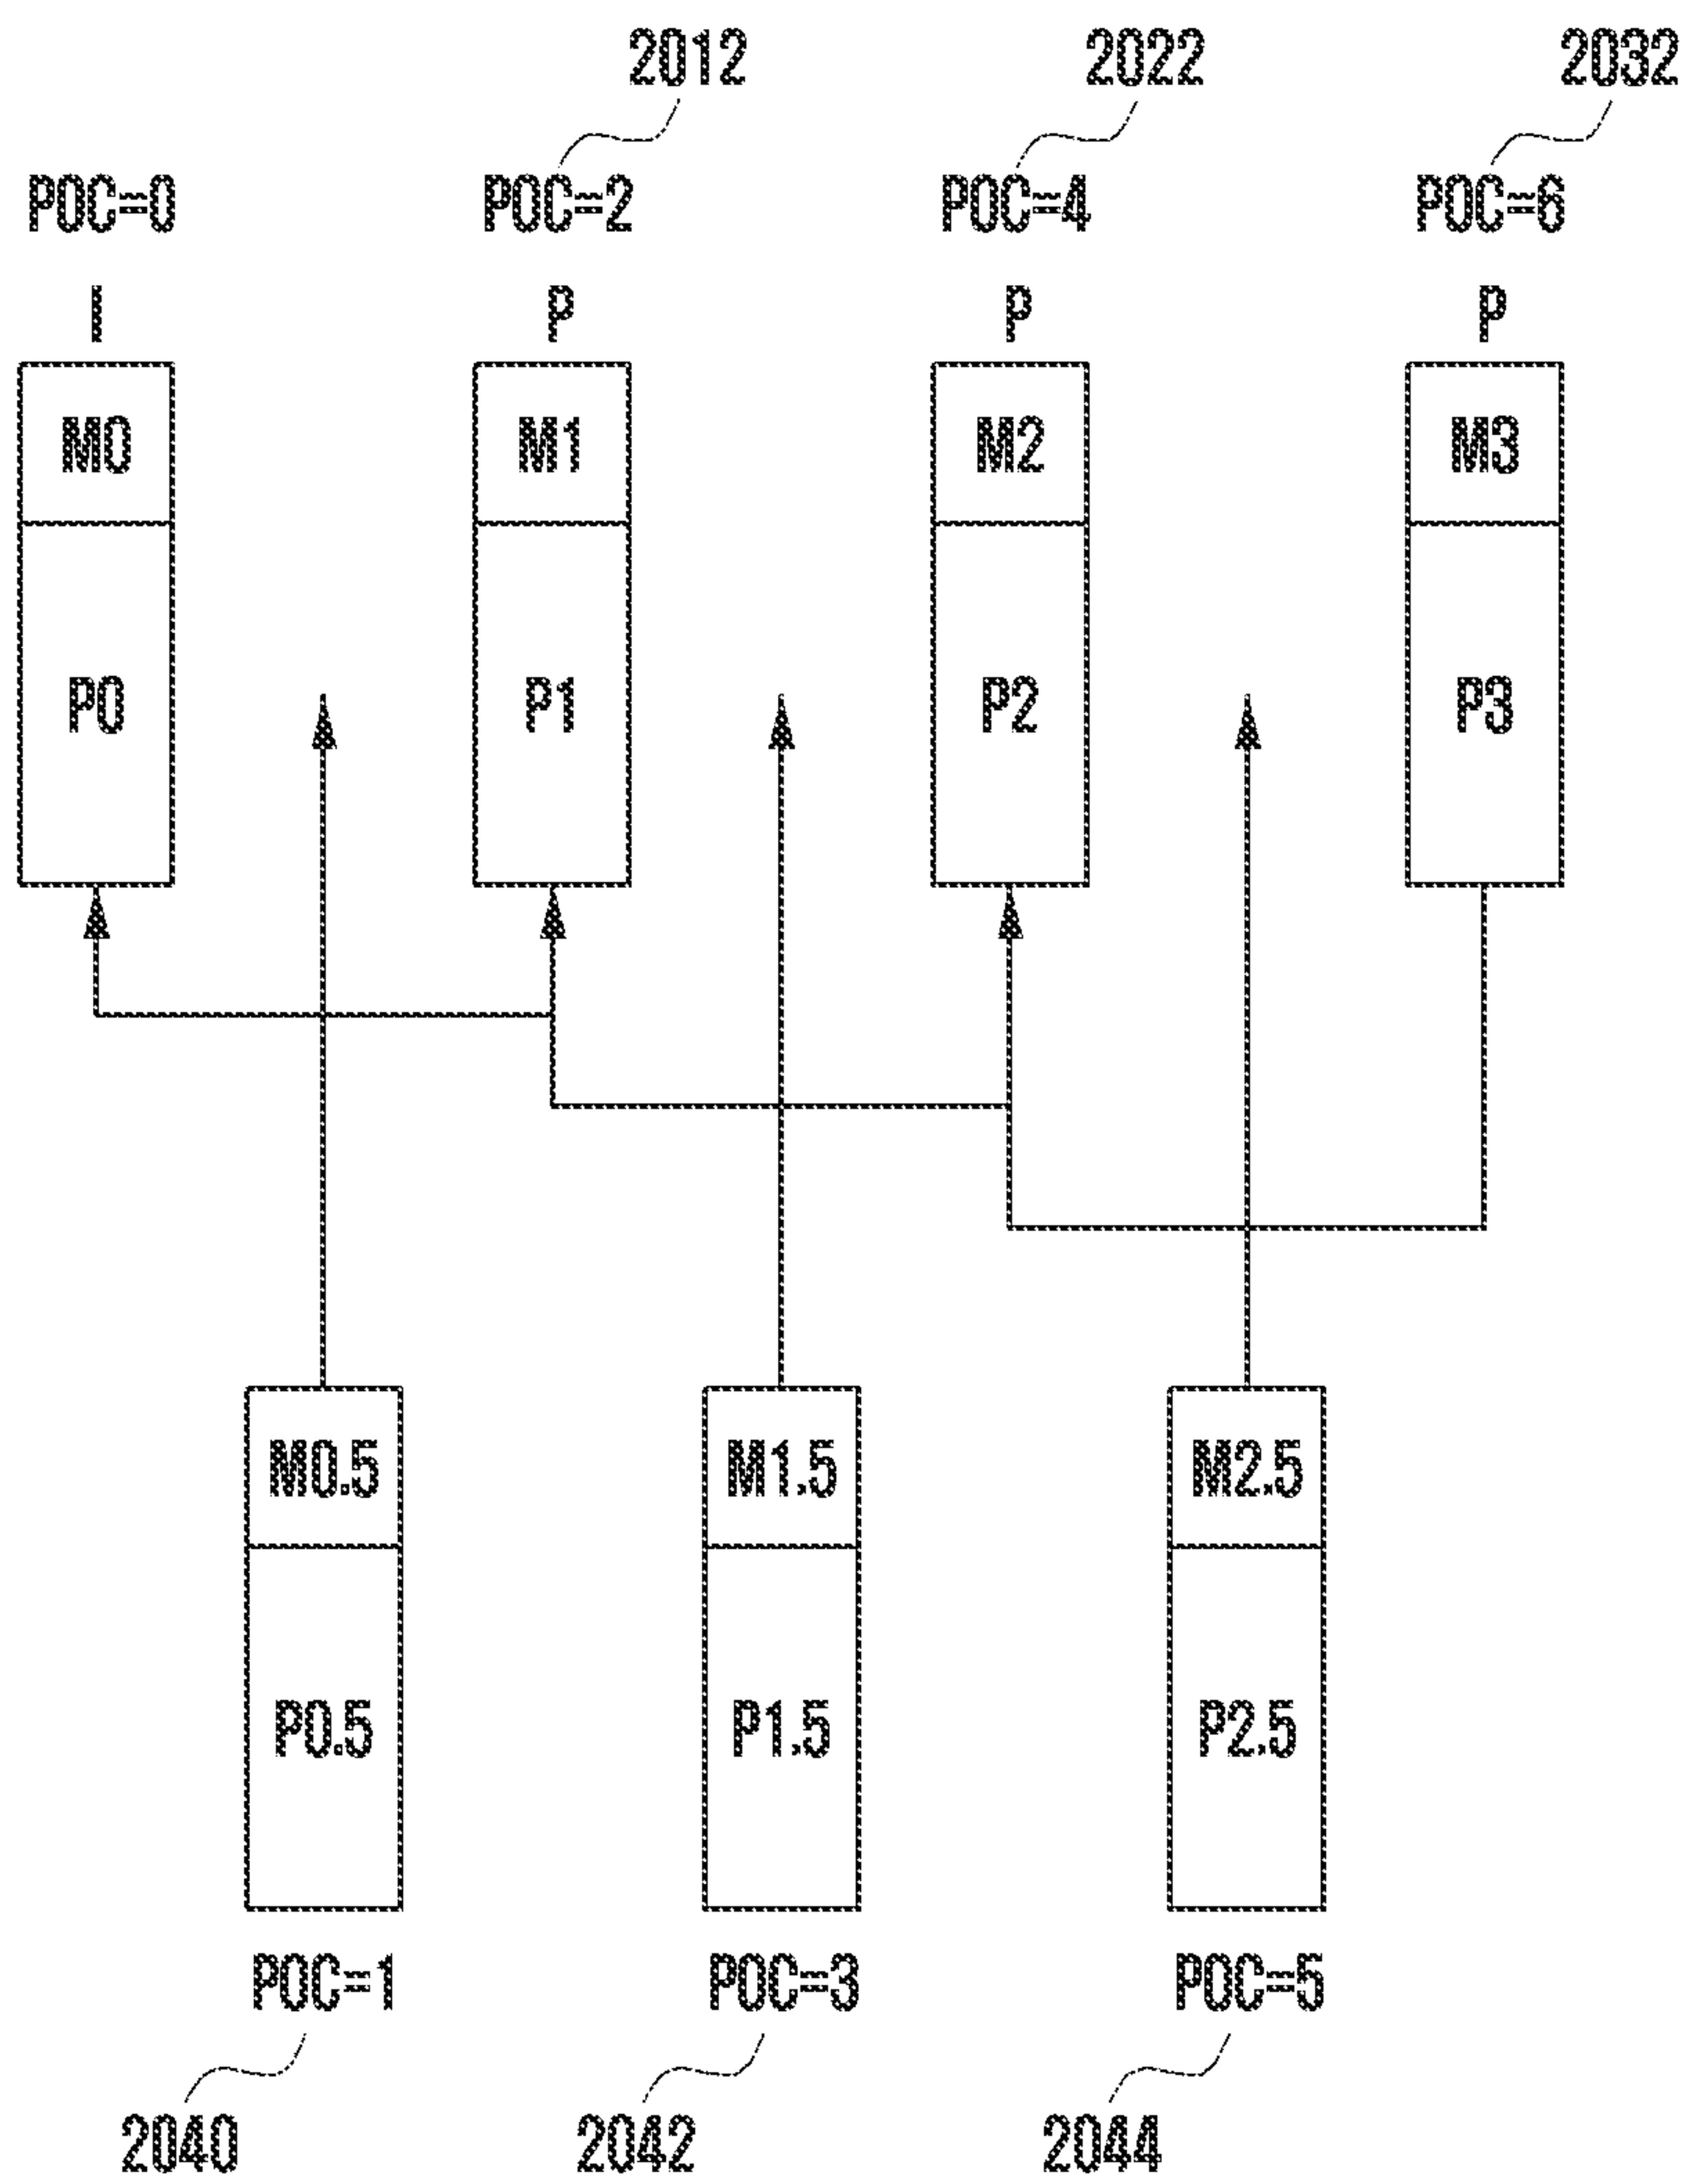 2012 2022 2032
POC=0 POC=2 POC=4 POC=6
I P P P
M0 M1 M2 M3
P0 P1 P2 P3
M0.5 M1.5 M2.5
P0.5 P1.5 P2.5
POC=1 POC=3 POC=5
2040 2042 2044